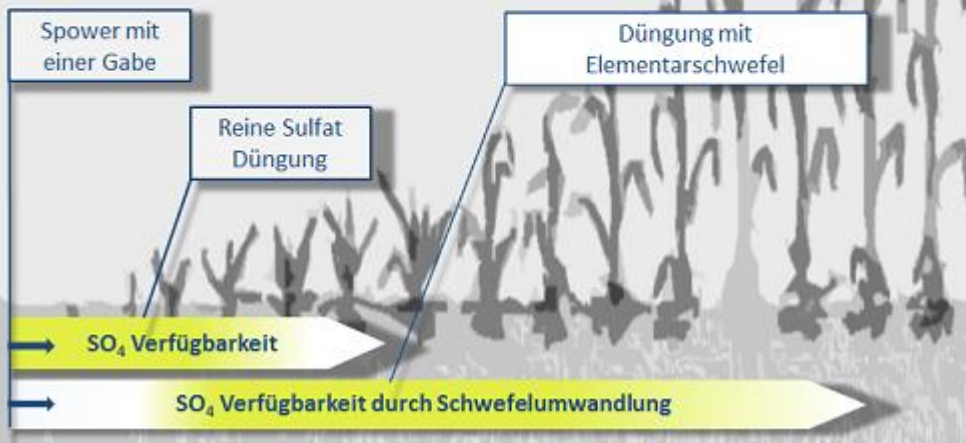 Spower mit
einer Gabe
Düngung mit
Elementarschwefel
Reine Sulfat
Düngung
SO₄ Verfügbarkeit
SO₄ Verfügbarkeit durch Schwefelumwandlung